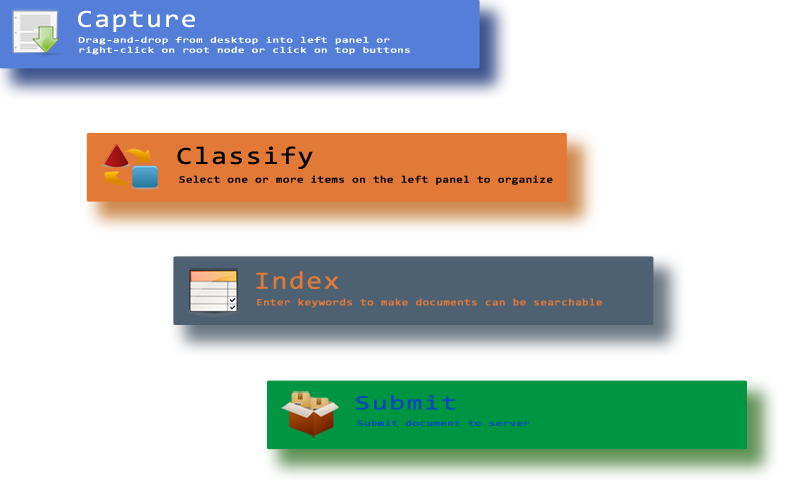 Capture
Drag-and-drop from desktop into left panel or
right-click on root node or click on top buttons
Classify
Select one or more items on the left panel to organize
Index
Enter keywords to make documents can be searchable
Submit
Submit document to server